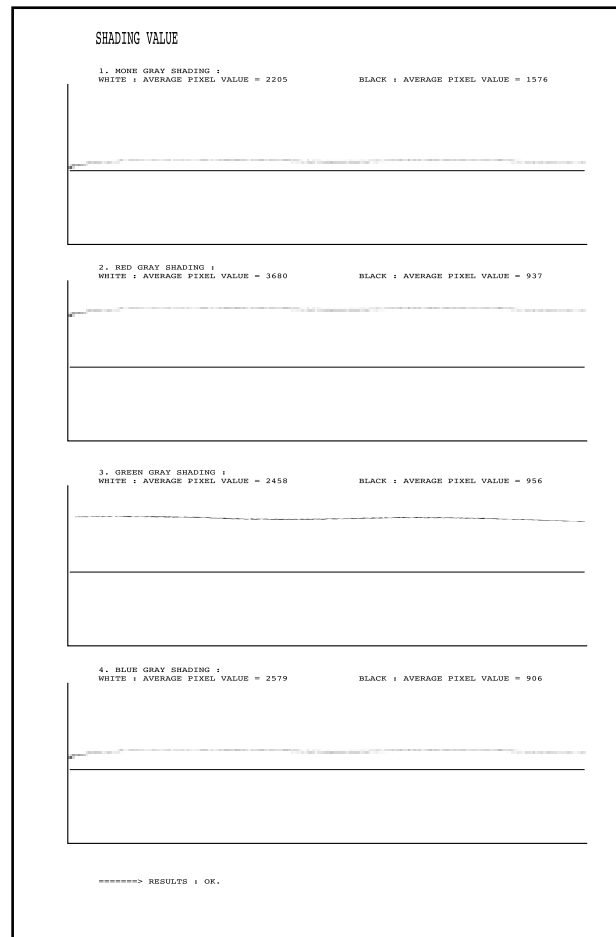 SHADING VALUE
1. MONE GRAY SHADING :
WHITE : AVERAGE PIXEL VALUE = 2205 BLACK : AVERAGE PIXEL VALUE = 1576
2. RED GRAY SHADING :
WHITE : AVERAGE PIXEL VALUE = 3680 BLACK : AVERAGE PIXEL VALUE = 937
3. GREEN GRAY SHADING :
WHITE : AVERAGE PIXEL VALUE = 2458 BLACK : AVERAGE PIXEL VALUE = 956
4. BLUE GRAY SHADING :
WHITE : AVERAGE PIXEL VALUE = 2579 BLACK : AVERAGE PIXEL VALUE = 906
=======> RESULTS : OK.